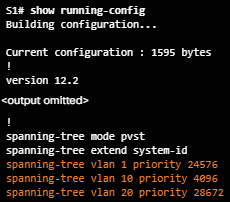 S1# show running-config
Building configuration...
Current configuration : 1595 bytes
!
version 12.2
<output omitted>
!
spanning-tree mode pvst
spanning-tree extend system-id
spanning-tree vlan 1 priority 24576
spanning-tree vlan 10 priority 4096
spanning-tree vlan 20 priority 28672